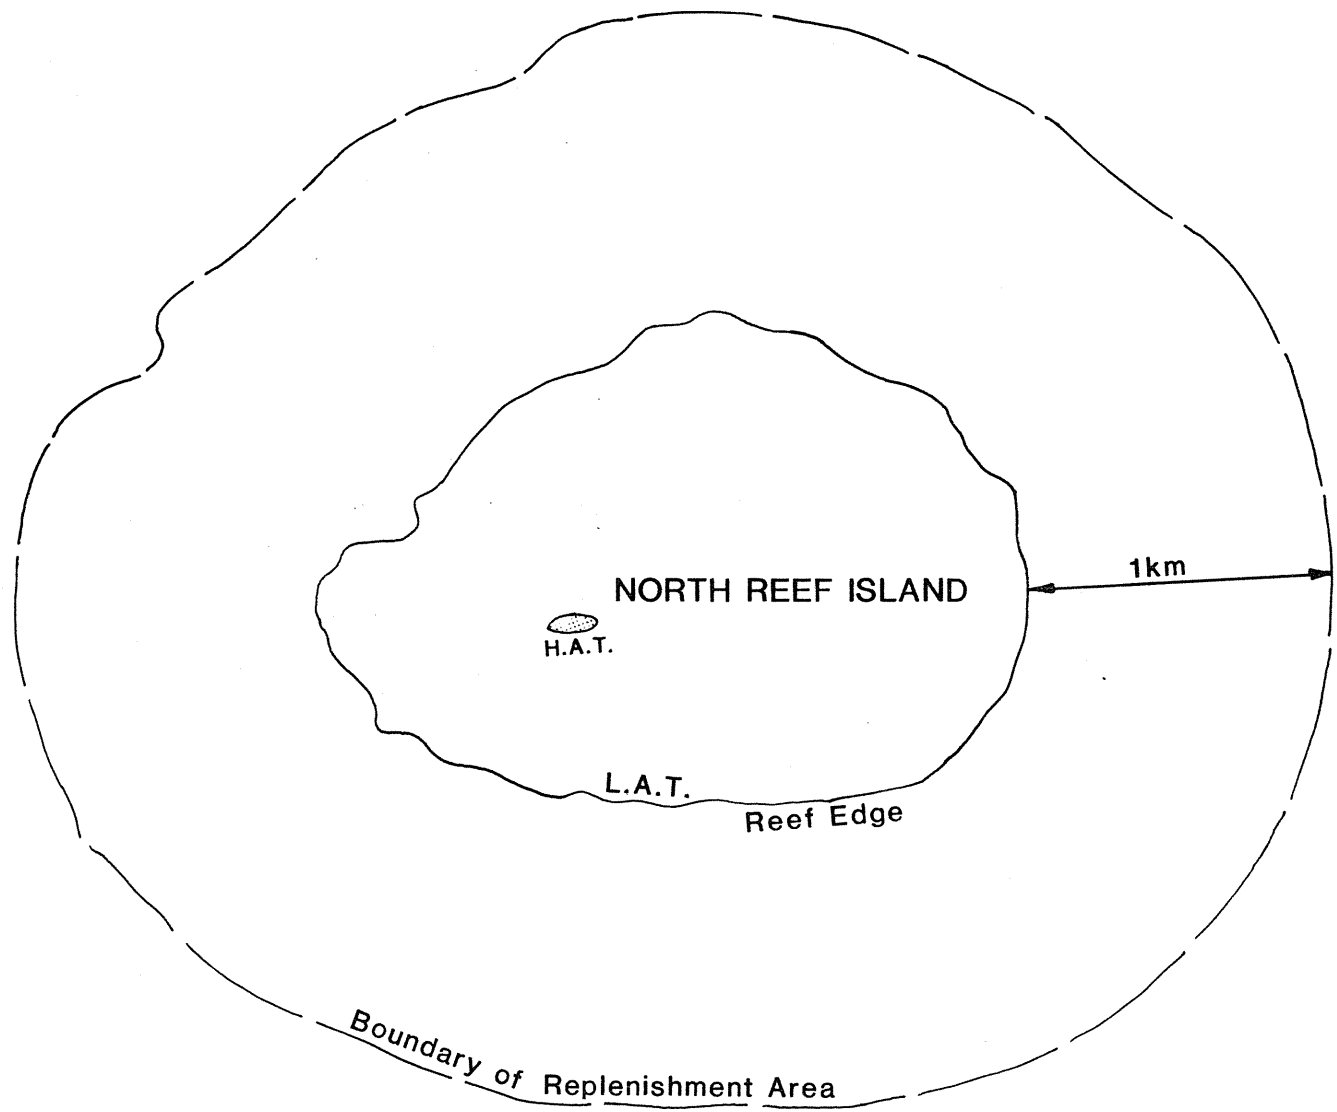 1km
NORTH REEF ISLAND
H.A.T.
L.A.T.
Reef Edge
Boundary of Replenishment Area